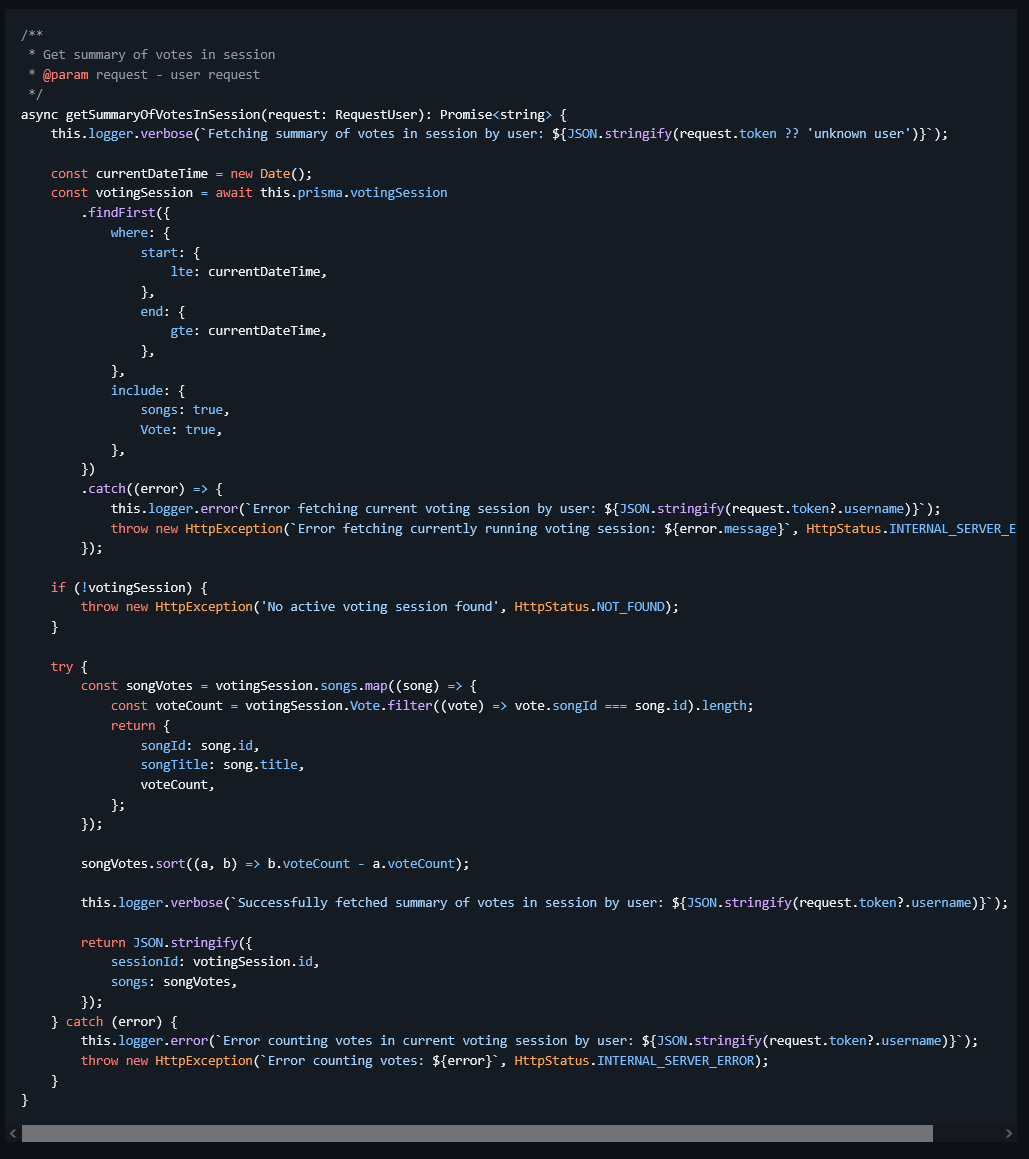 /**
 * Get summary of votes in session
 * @param request - user request
 */
async getSummaryOfVotesInSession(request: RequestUser): Promise<string> {
    this.logger.verbose(`Fetching summary of votes in session by user: ${JSON.stringify(request.token ?? 'unknown user')}`);

    const currentDateTime = new Date();
    const votingSession = await this.prisma.votingSession
        .findFirst({
            where: {
                start: {
                    lte: currentDateTime,
                },
                end: {
                    gte: currentDateTime,
                },
            },
            include: {
                songs: true,
                Vote: true,
            },
        })
        .catch((error) => {
            this.logger.error(`Error fetching current voting session by user: ${JSON.stringify(request.token?.username)}`);
            throw new HttpException(`Error fetching currently running voting session: ${error.message}`, HttpStatus.INTERNAL_SERVER_E
        });

    if (!votingSession) {
        throw new HttpException('No active voting session found', HttpStatus.NOT_FOUND);
    }

    try {
        const songVotes = votingSession.songs.map((song) => {
            const voteCount = votingSession.Vote.filter((vote) => vote.songId === song.id).length;
            return {
                songId: song.id,
                songTitle: song.title,
                voteCount,
            };
        });

        songVotes.sort((a, b) => b.voteCount - a.voteCount);

        this.logger.verbose(`Successfully fetched summary of votes in session by user: ${JSON.stringify(request.token?.username)}`);

        return JSON.stringify({
            sessionId: votingSession.id,
            songs: songVotes,
        });
    } catch (error) {
        this.logger.error(`Error counting votes in current voting session by user: ${JSON.stringify(request.token?.username)}`);
        throw new HttpException(`Error counting votes: ${error}`, HttpStatus.INTERNAL_SERVER_ERROR);
    }
}